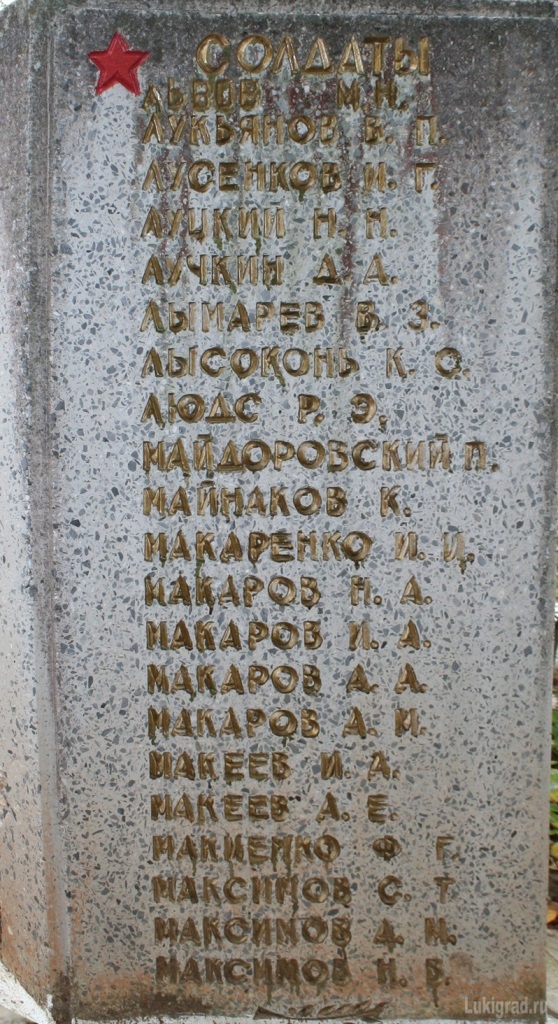 СОЛДАТЫ
ЛЬВОВ М.Н.
ЛУКЬЯНОВ В. П.
ЛУСЕНКОВ И. Г.
ЛУЦКИЙ Н. Н.
ЛУЧКИН Д. А.
ЛЫМАРЕВ В. З.
ЛЫСОКОНЬ К. О.
ЛЮДС Р. Э.
МАЙДОРОВСКИЙ П.
МАЙНАКОВ К.
МАКАРЕНКО И. И.
МАКАРОВ Н. А.
МАКАРОВ И. А.
МАКАРОВ А. А.
МАКАРОВ А. И.
МАКЕЕВ И. А.
МАКЕЕВ А. Е.
МАКИЕНКО Ф Г.
МАКСИМОВ С. Т
МАКСИМОВ Д. И.
МАКСИМОВ Н. В.
Lukigrad.ru